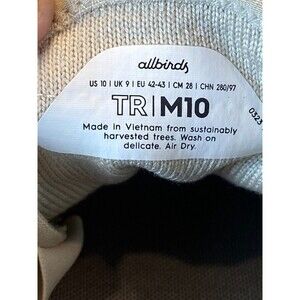 allbirds
US 10 | UK 9 | EU 42-43 | CM 28 | CHN 280/97
TR | M10
Made in Vietnam from sustainably
harvested trees. Wash on
delicate. Air Dry.
0323